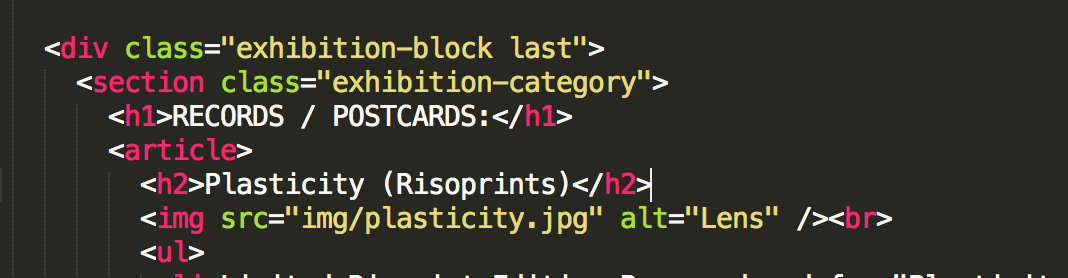 <div class="exhibition-block last">
<section class="exhibition-category">
<h1>RECORDS / POSTCARDS:</h1>
<article>
<h2>Plasticity (Risoprints)</h2>
<img src="img/plasticity.jpg" alt="Lens" /><br>
<ul>